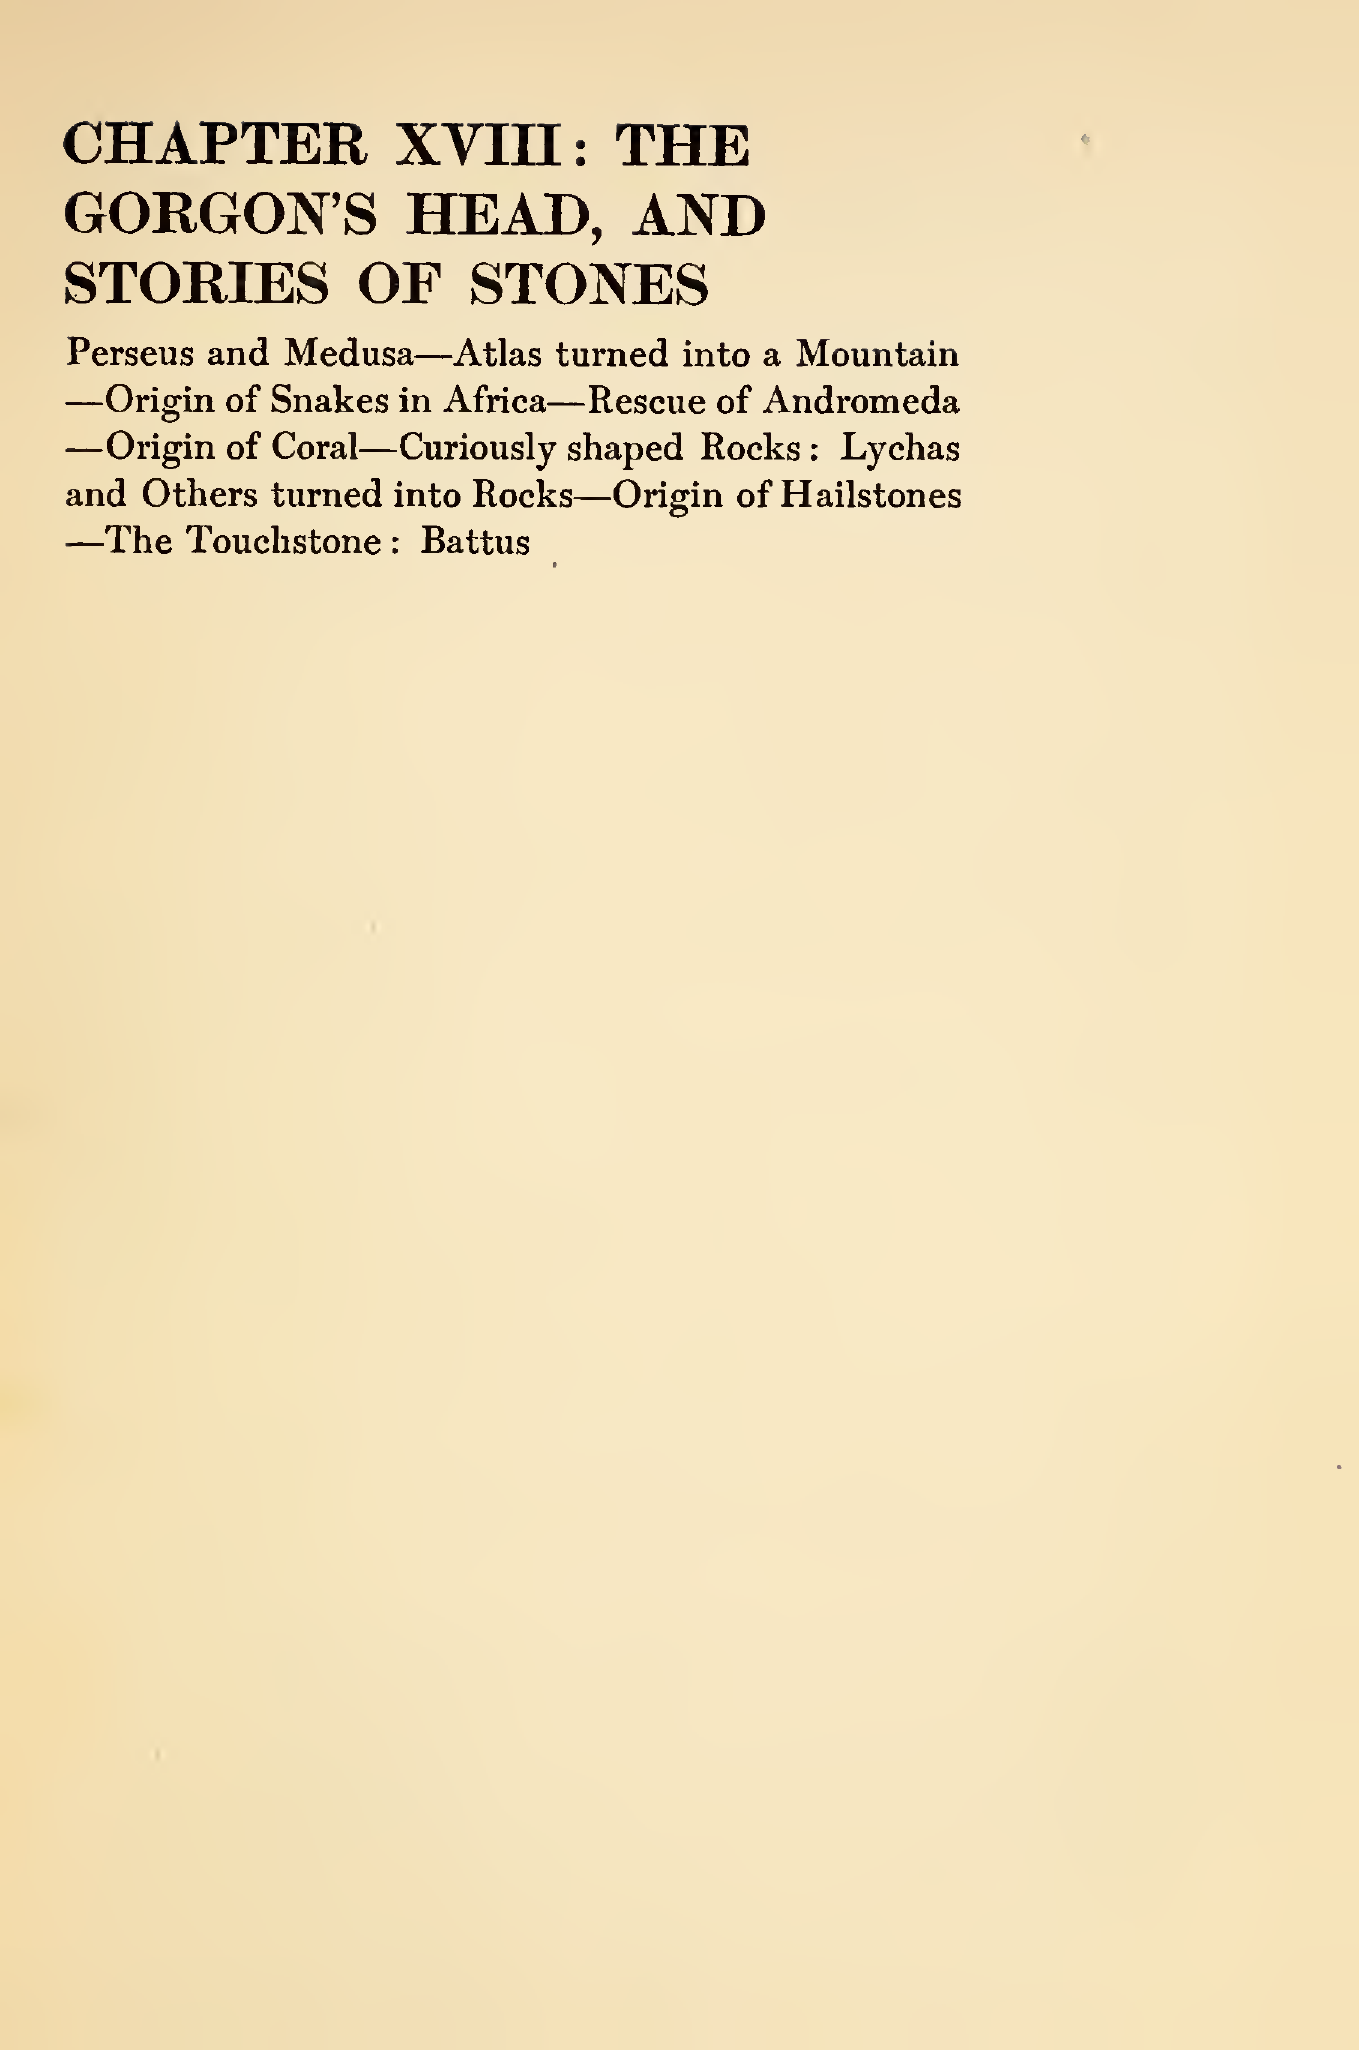 CHAPTER XVIII: THE
GORGON'S HEAD, AND
STORIES OF STONES
Perseus and Medusa—Atlas turned into a Mountain
—Origin of Snakes in Africa—Rescue of Andromeda
—Origin of Coral—Curiously shaped Rocks: Lychas
and Others turned into Rocks—Origin of Hailstones
—The Touchstone: Battus